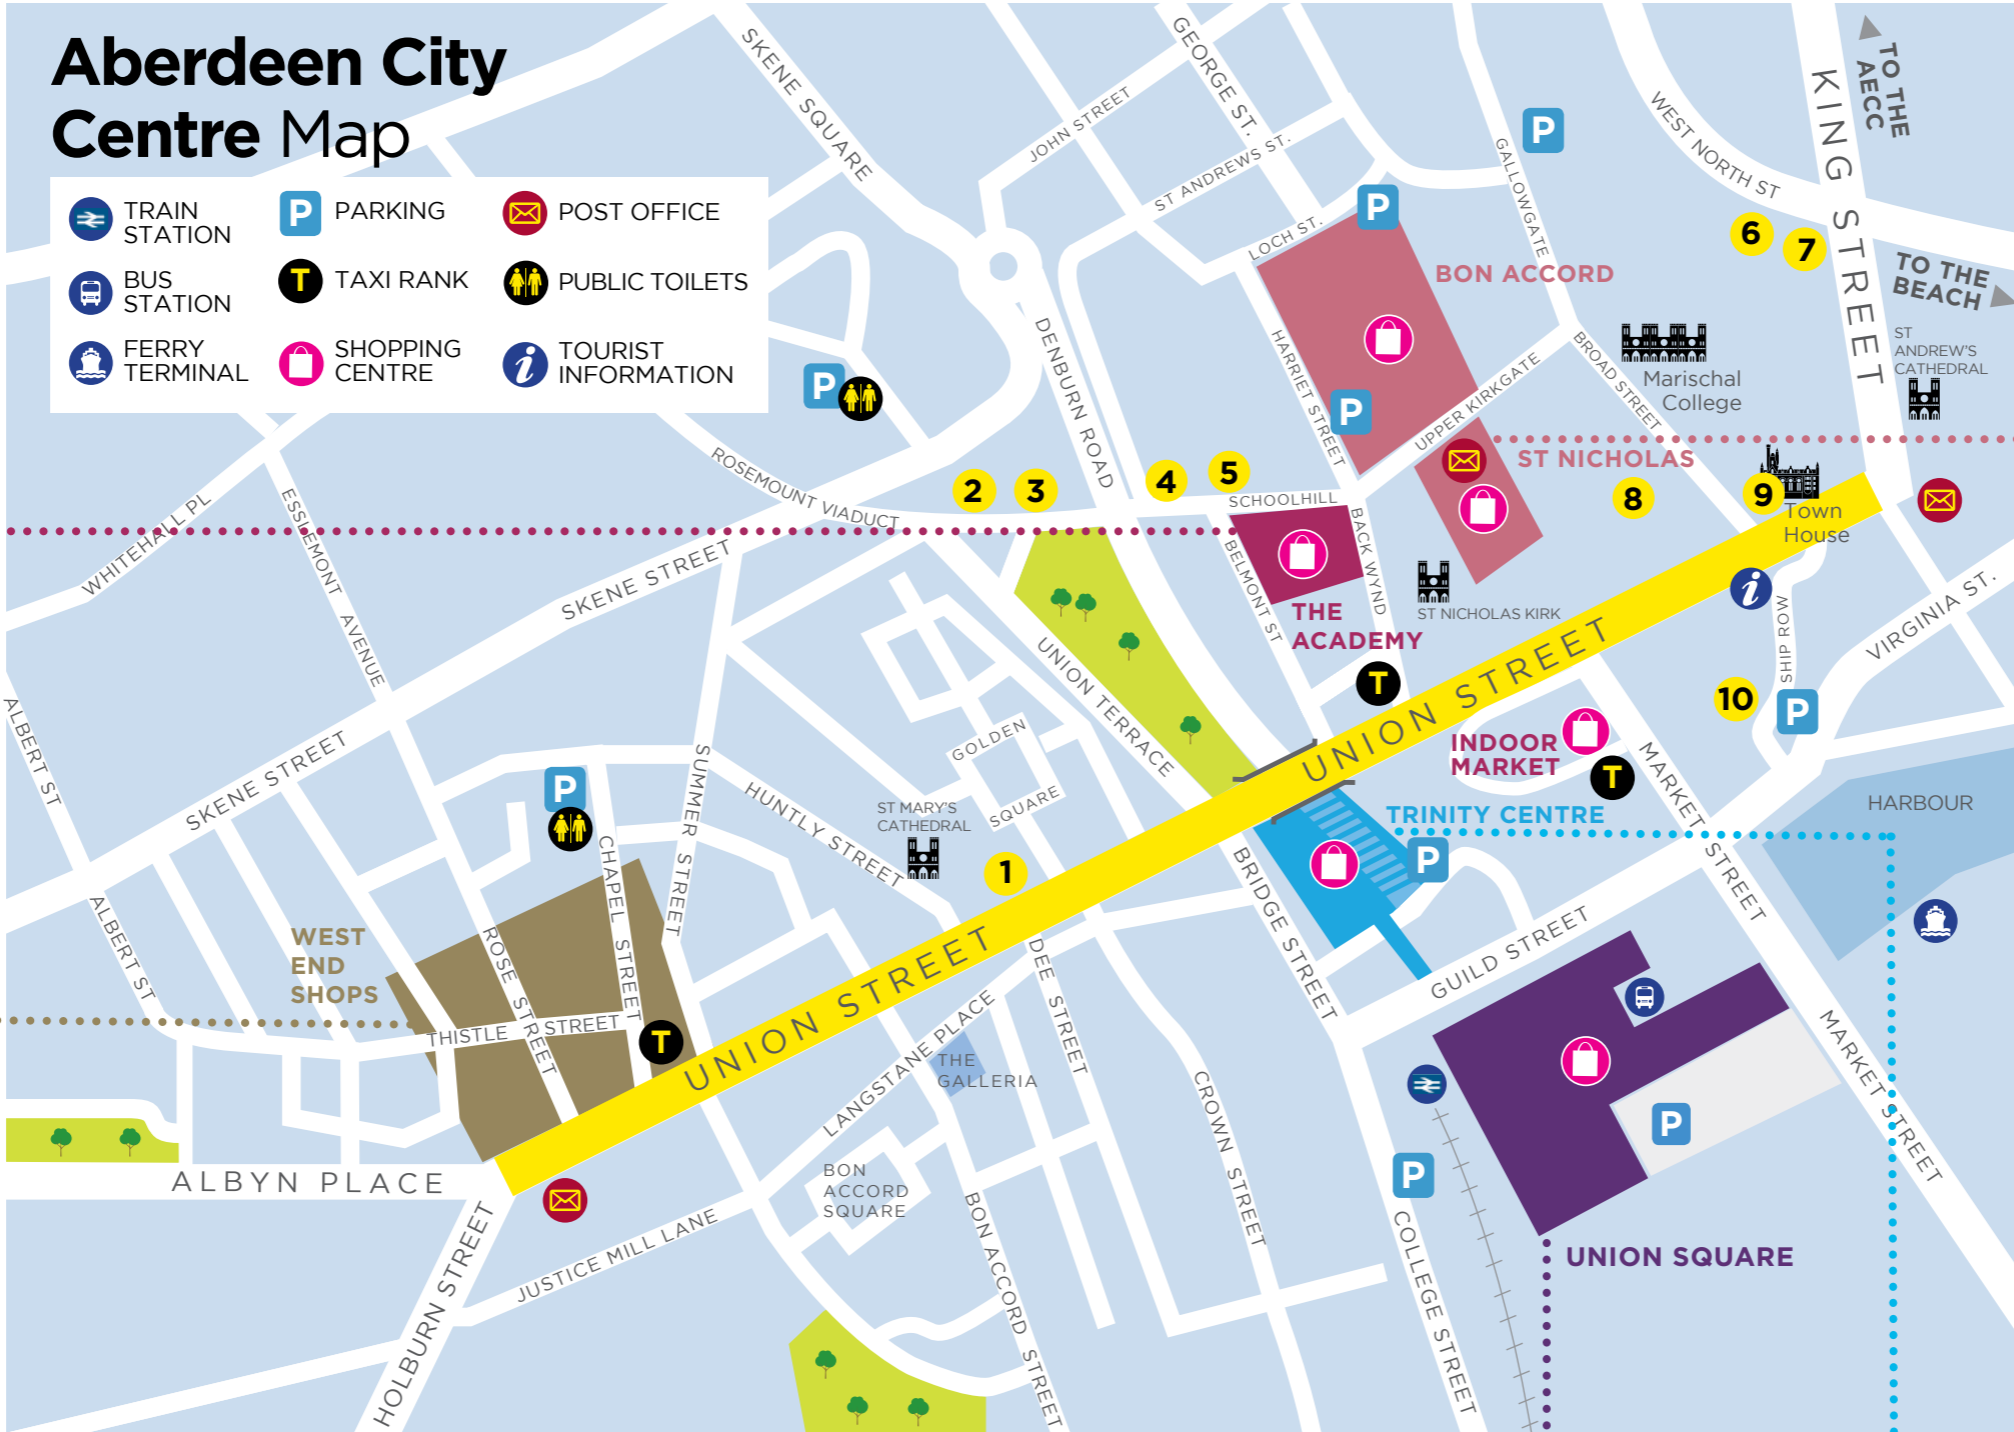 Aberdeen City
Centre Map
TRAIN
STATION
P
PARKING
POST OFFICE
BUS
STATION
T
TAXI RANK
PUBLIC TOILETS
FERRY
TERMINAL
SHOPPING
CENTRE
i
TOURIST
INFORMATION
SKENE SQUARE
GEORGE ST.
JOHN STREET
ST ANDREWS ST.
LOCH ST.
P
P
GALLOWGATE
WEST NORTH ST
KING STREET
TO THE
AECC
6
7
TO THE
BEACH
BON ACCORD
HARRIET STREET
P
UPPER KIRKGATE
BROAD STREET
Marischal
College
ST
ANDREW'S
CATHEDRAL
DENBURN ROAD
P
ROSEMOUNT VIADUCT
2
3
4
5
SCHOOLHILL
ST NICHOLAS
8
9
Town
House
WHITEHALL PL
ESSLEMONT AVENUE
SKENE STREET
BELMONT ST
BACK WYND
THE
ACADEMY
ST NICHOLAS KIRK
T
i
SHIP ROW
VIRGINIA ST.
10
P
UNION TERRACE
UNION STREET
INDOOR
MARKET
T
MARKET STREET
HARBOUR
ALBERT ST
SKENE STREET
P
SUMMER STREET
HUNTLY STREET
GOLDEN
SQUARE
ST MARY'S
CATHEDRAL
1
TRINITY CENTRE
P
CHAPEL STREET
BRIDGE STREET
GUILD STREET
ALBERT ST
WEST
END
SHOPS
ROSE STREET
THISTLE STREET
T
UNION STREET
DEE STREET
LANGSTANE PLACE
THE
GALLERIA
CROWN STREET
MARKET STREET
P
P
ALBYN PLACE
BON
ACCORD
SQUARE
JUSTICE MILL LANE
HOLBURN STREET
BON ACCORD STREET
COLLEGE STREET
UNION SQUARE